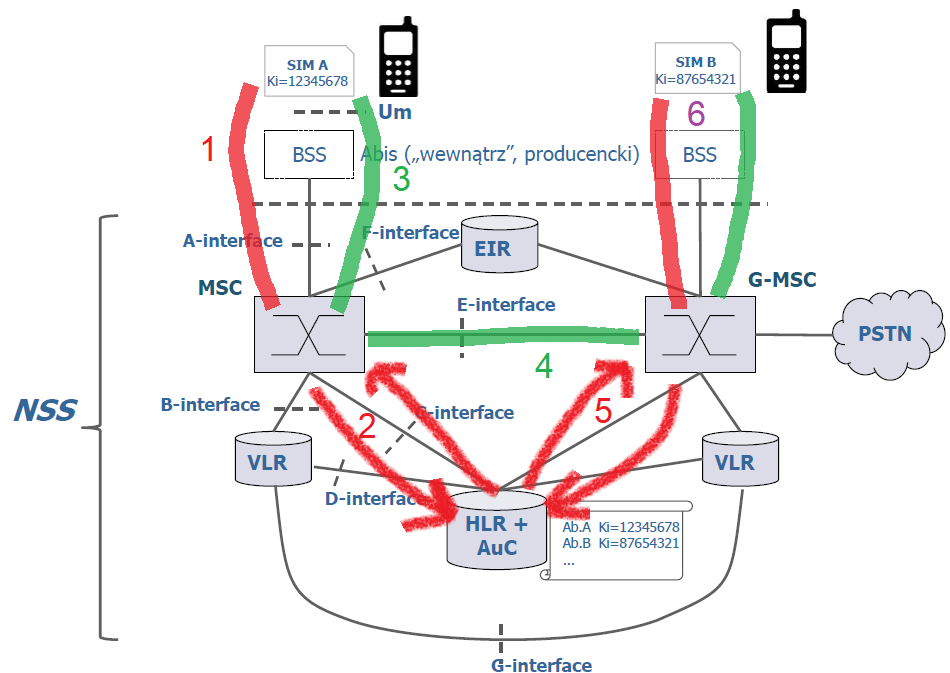 SIM A
Ki=12345678
SIM B
Ki=87654321
Um
1
BSS
Abis („wewnątrz”, producencki)
6
BSS
3
A-interface
F-interface
EIR
MSC
G-MSC
E-interface
PSTN
4
NSS
B-interface
2
C-interface
5
VLR
VLR
D-interface
HLR +
AuC
Ab.A Ki=12345678
Ab.B Ki=87654321
...
G-interface